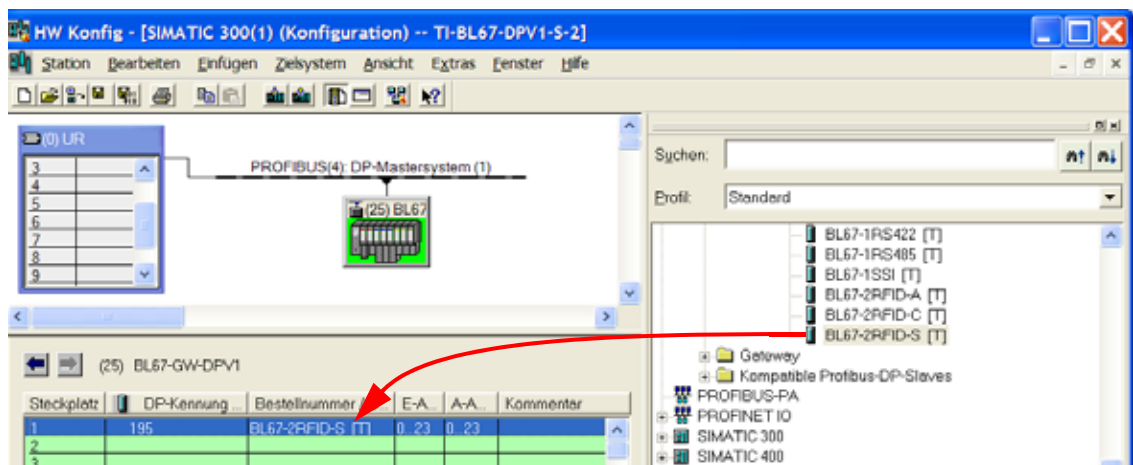 HW Konfig - [SIMATIC 300(1) (Konfiguration) -- TI-BL67-DPV1-S-2]
Station Bearbeiten Einfügen Zielsystem Ansicht Extras Fenster Hilfe
(0) UR
3
4
5
6
7
8
9
PROFIBUS(4): DP-Mastersystem (1)
(25) BL67
Suchen:
Profil: Standard
BL67-1RS422 [T]
BL67-1RS485 [T]
BL67-1SSI [T]
BL67-2RFID-A [T]
BL67-2RFID-C [T]
BL67-2RFID-S [T]
Gateway
Kompatible Profibus-DP-Slaves
PROFIBUS-PA
PROFINET IO
SIMATIC 300
SIMATIC 400
(25) BL67-GW-DPV1
Steckplatz DP-Kennung ... Bestellnummer E-A... A-A... Kommentar
1 195 BL67-2RFID-S [T] 0..23 0..23
2
3